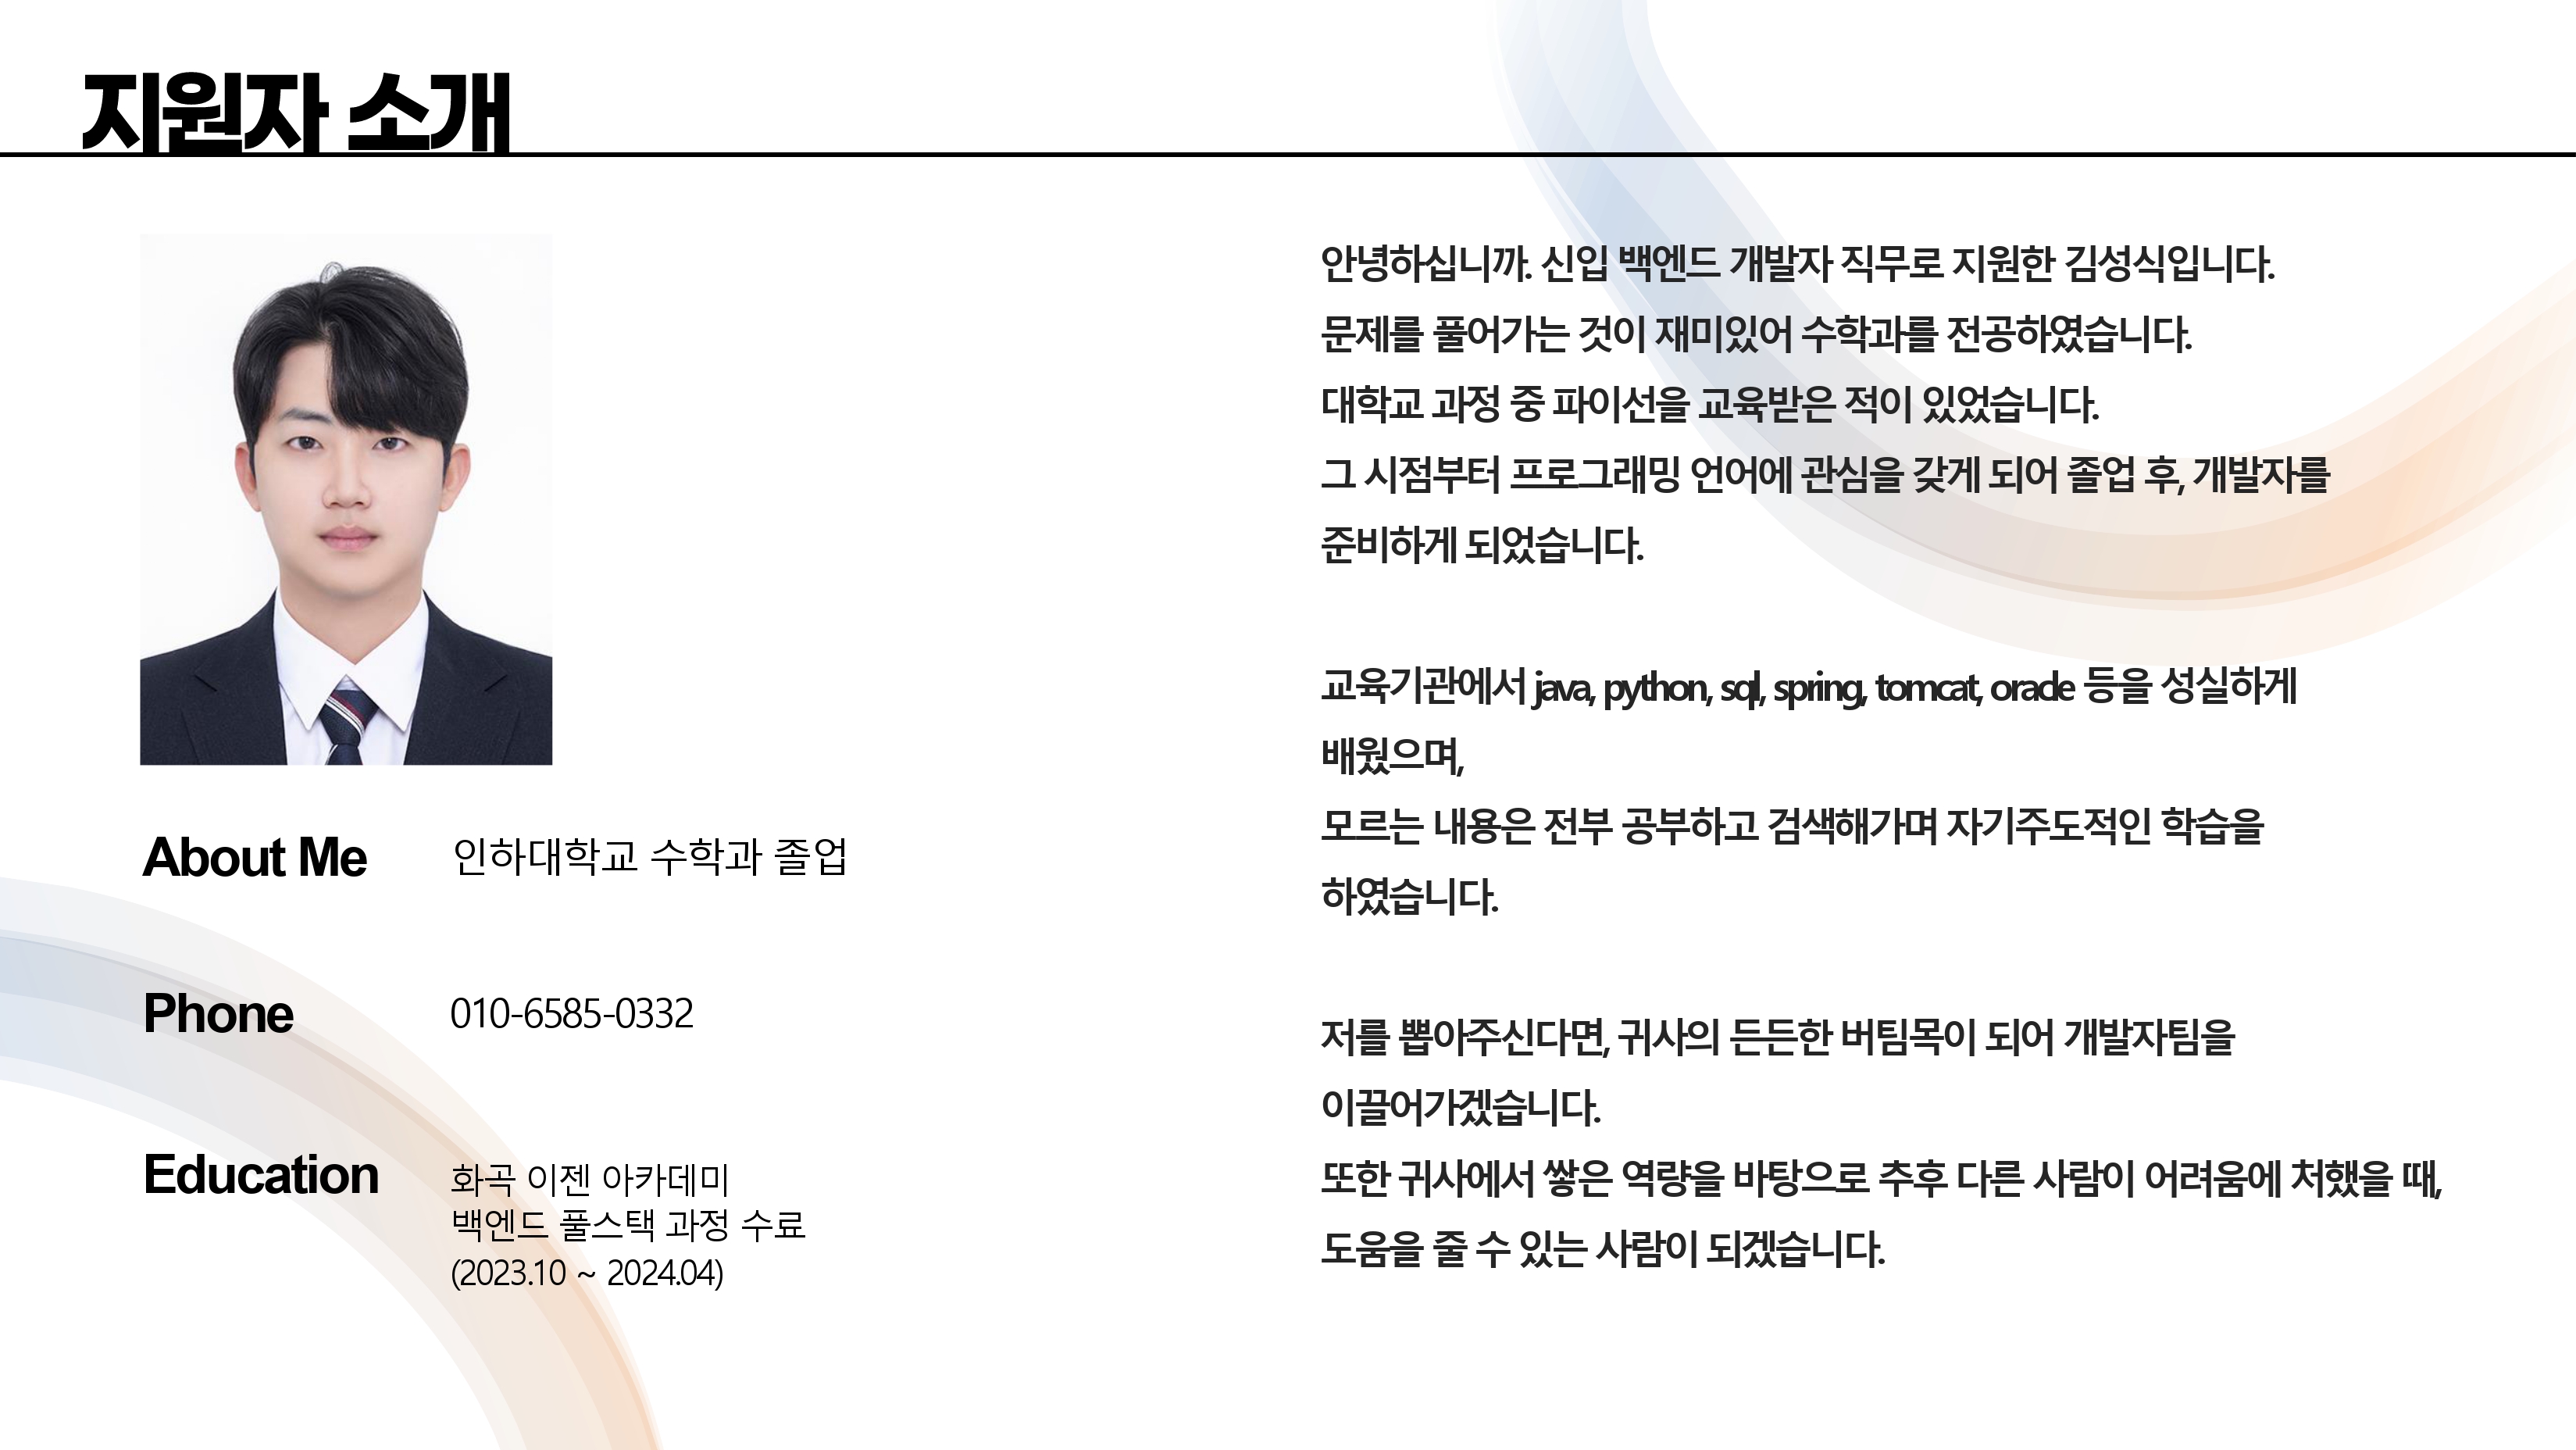 지원자 소개
About Me
인하대학교 수학과 졸업
Phone
010-6585-0332
Education
화곡 이젠 아카데미
백엔드 풀스택 과정 수료
(2023.10 ~ 2024.04)
안녕하십니까. 신입 백엔드 개발자 직무로 지원한 김성식입니다.
문제를 풀어가는 것이 재미있어 수학과를 전공하였습니다.
대학교 과정 중 파이선을 교육받은 적이 있었습니다.
그 시점부터 프로그래밍 언어에 관심을 갖게 되어 졸업 후, 개발자를
준비하게 되었습니다.
교육기관에서 java, python, sql, spring, tomcat, oracle 등을 성실하게
배웠으며,
모르는 내용은 전부 공부하고 검색해가며 자기주도적인 학습을
하였습니다.
저를 뽑아주신다면, 귀사의 든든한 버팀목이 되어 개발자팀을
이끌어가겠습니다.
또한 귀사에서 쌓은 역량을 바탕으로 추후 다른 사람이 어려움에 처했을 때,
도움을 줄 수 있는 사람이 되겠습니다.